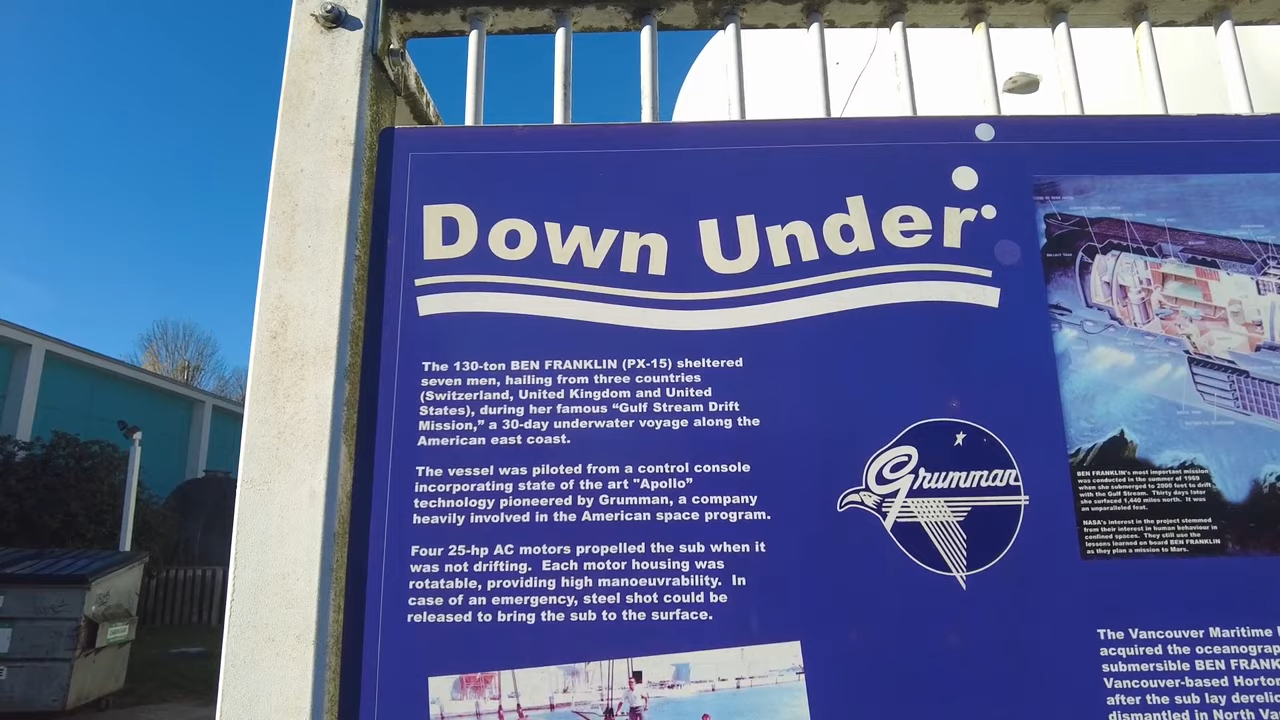 Down Under
The 130-ton BEN FRANKLIN (PX-15) sheltered
seven men, hailing from three countries
(Switzerland, United Kingdom and United
States), during her famous “Gulf Stream Drift
Mission,” a 30-day underwater voyage along the
American east coast.
The vessel was piloted from a control console
incorporating state of the art "Apollo”
technology pioneered by Grumman, a company
heavily involved in the American space program.
Four 25-hp AC motors propelled the sub when it
was not drifting. Each motor housing was
rotatable, providing high manoeuvrability. In
case of an emergency, steel shot could be
released to bring the sub to the surface.
Grumman
BEN FRANKLIN's most important mission
was conducted in the summer of 1969
when she submerged to 2000 feet to drift
with the Gulf Stream. Thirty days later
she surfaced 1,440 miles north. It was
an unparalleled feat.
NASA's interest in the project stemmed
from their interest in human behaviour in
confined spaces. They still use the
lessons learned on board BEN FRANKLIN
as they plan a mission to Mars.
The Vancouver Maritime
acquired the oceanograp
submersible BEN FRANK
Vancouver-based Horto
after the sub lay derelic
dismantled in North Va